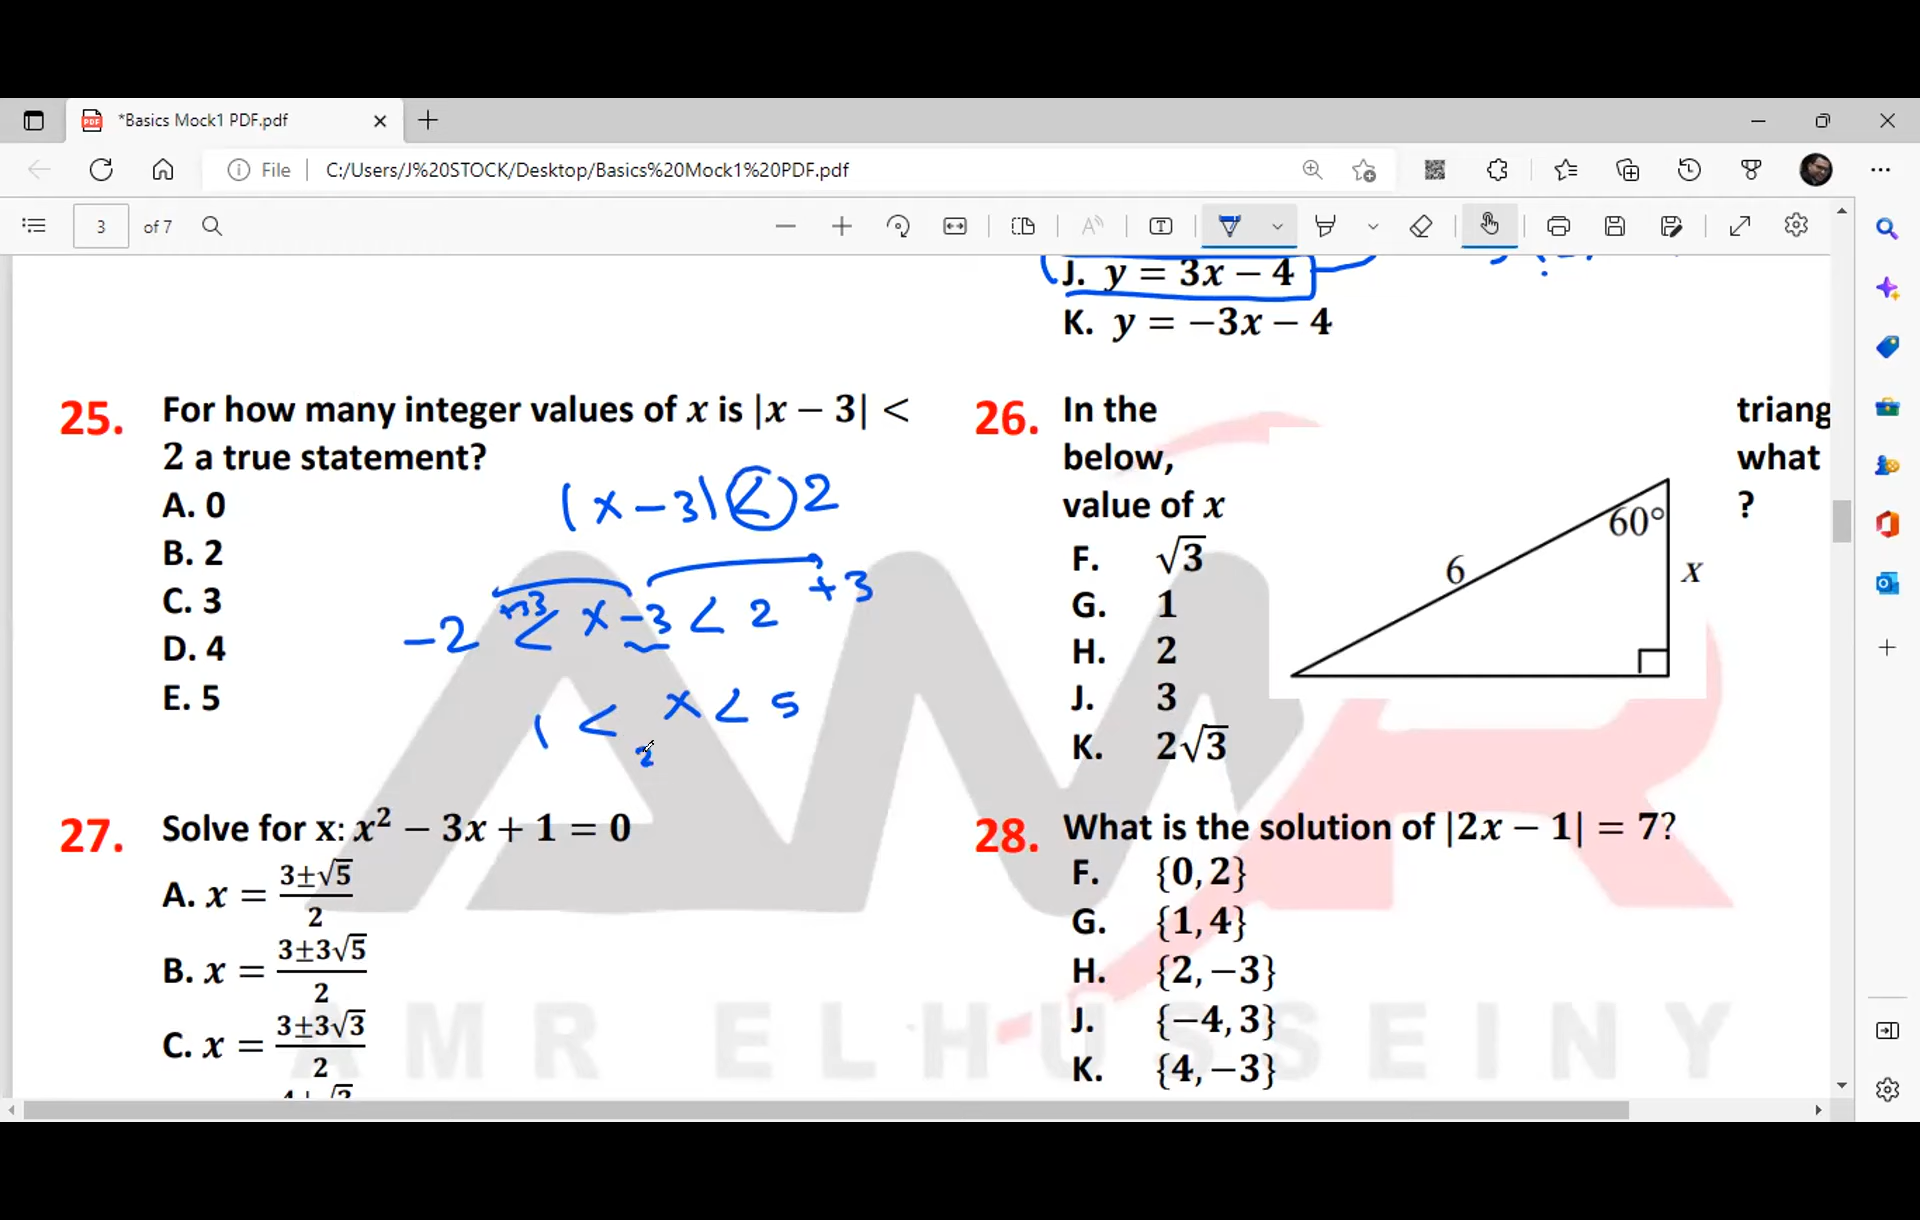 *Basics Mock1 PDF.pdf
File C:/Users/J%20STOCK/Desktop/Basics%20Mock1%20PDF.pdf
3 of 7
J. y = 3x − 4
K. y = −3x − 4
25. For how many integer values of x is |x − 3| <
2 a true statement?
A. 0
B. 2
C. 3
D. 4
E. 5
(x − 3) < 2
+3 +3
−2 < x − 3 < 2
1 < x < 5
2
26. In the triang
below, what
value of x ?
F. √3
G. 1
H. 2
J. 3
K. 2√3
60°
6
x
27. Solve for x: x² − 3x + 1 = 0
A. x = (3±√5)/2
B. x = (3±3√5)/2
C. x = (3±3√3)/2
28. What is the solution of |2x − 1| = 7?
F. {0, 2}
G. {1, 4}
H. {2, −3}
J. {−4, 3}
K. {4, −3}
AMR ELHUSSEINY